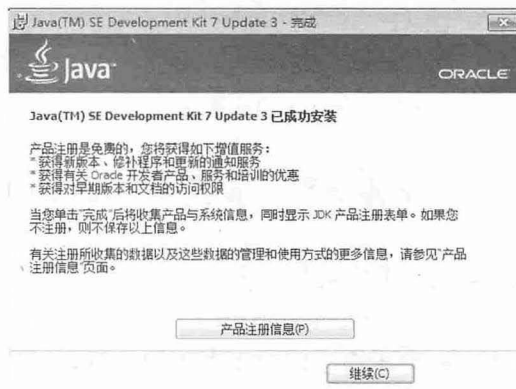 Java(TM) SE Development Kit 7 Update 3 - 完成
Java
ORACLE
Java(TM) SE Development Kit 7 Update 3 已成功安装
产品注册是免费的，您将获得如下增值服务：
* 获得新版本、修补程序和更新的通知服务
* 获得有关 Oracle 开发者产品、服务和培训的优惠
* 获得对早期版本和文档的访问权限
当您单击“完成”后将收集产品与系统信息，同时显示 JDK 产品注册表单。如果您
不注册，则不保存以上信息。
有关注册所收集的数据以及这些数据的管理和使用方式的更多信息，请参见“产品
注册信息”页面。
产品注册信息(P)
继续(C)